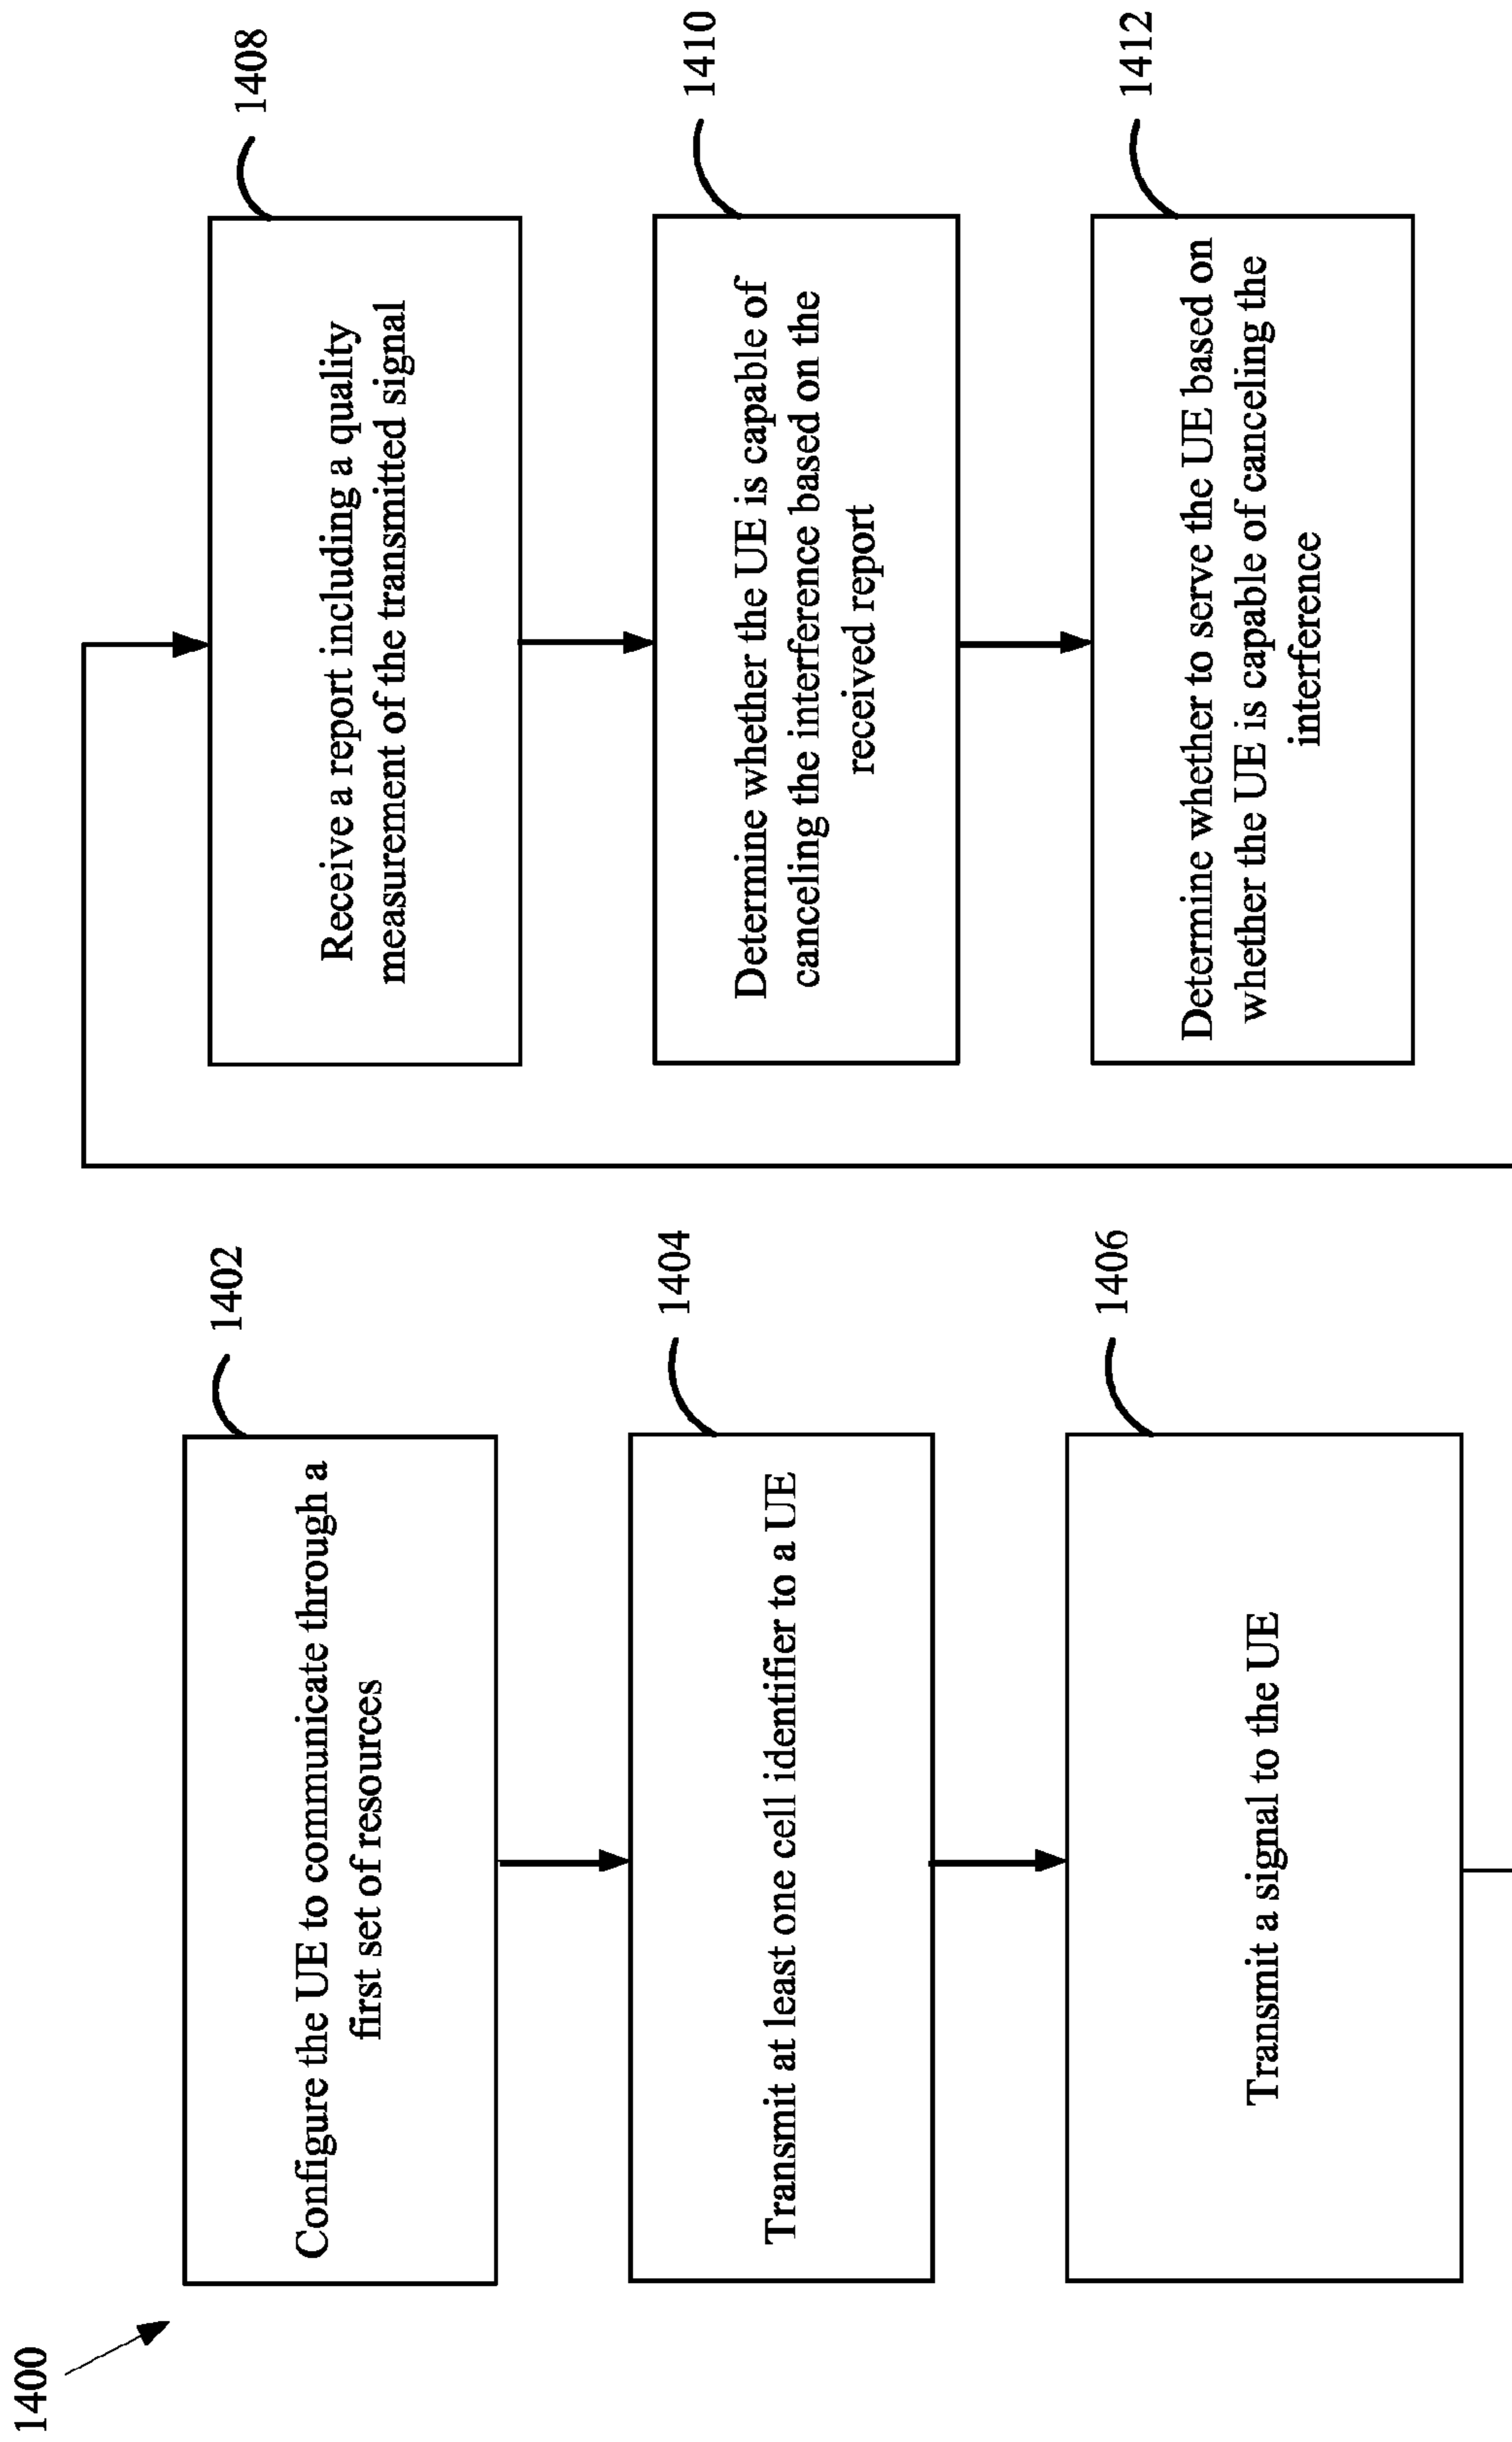 1400
1402
Configure the UE to communicate through a
first set of resources
1404
Transmit at least one cell identifier to a UE
1406
Transmit a signal to the UE
1408
Receive a report including a quality
measurement of the transmitted signal
1410
Determine whether the UE is capable of
canceling the interference based on the
received report
1412
Determine whether to serve the UE based on
whether the UE is capable of canceling the
interference